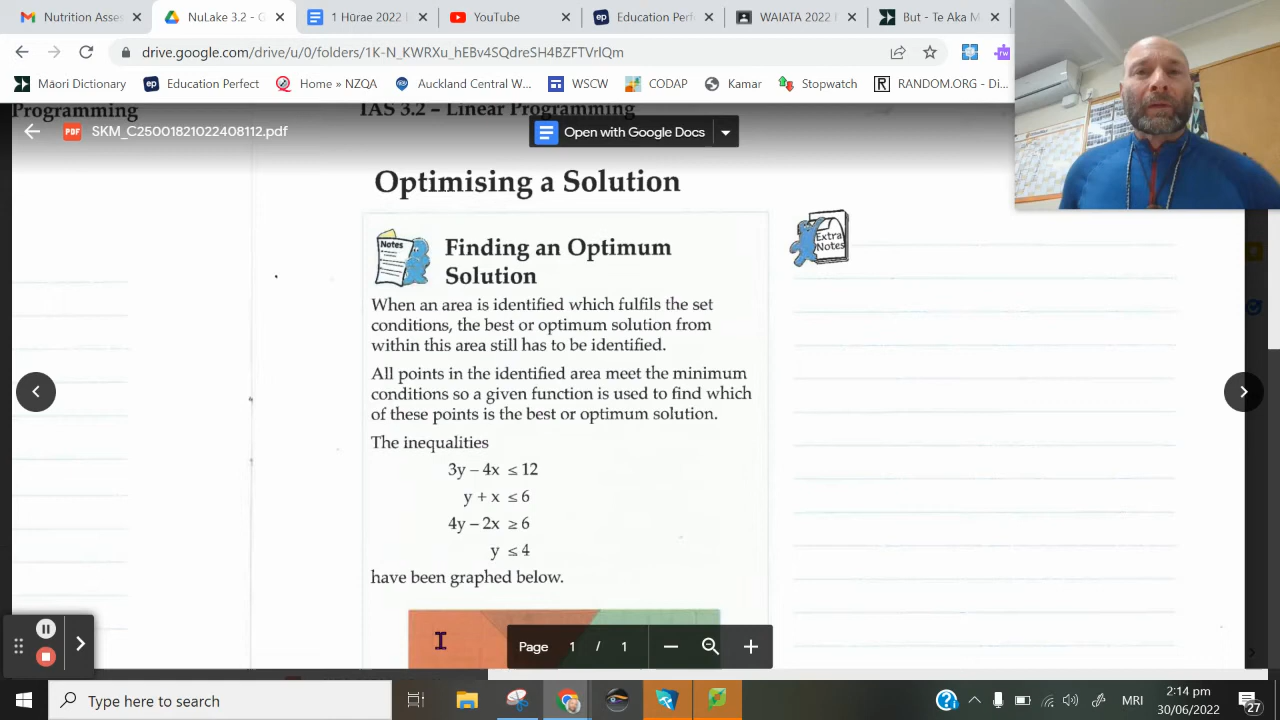 Nutrition Asses
NuLake 3.2 - G
1 Hūrae 2022
YouTube
Education Perf
WAIATA 2022
But - Te Aka M
drive.google.com/drive/u/0/folders/1K-N_KWRXu_hEBv4SQdreSH4BZFTVrlQm
Māori Dictionary
Education Perfect
Home » NZQA
Auckland Central W...
WSCW
CODAP
Kamar
Stopwatch
RANDOM.ORG - Di...
Programming
IAS 3.2 – Linear Programming
SKM_C25001821022408112.pdf
Open with Google Docs
Optimising a Solution
Notes
Finding an Optimum
Solution
Extra
Notes
When an area is identified which fulfils the set
conditions, the best or optimum solution from
within this area still has to be identified.
All points in the identified area meet the minimum
conditions so a given function is used to find which
of these points is the best or optimum solution.
The inequalities
3y – 4x ≤ 12
y + x ≤ 6
4y – 2x ≥ 6
y ≤ 4
have been graphed below.
Page 1 / 1
Type here to search
MRI
2:14 pm
30/06/2022
27